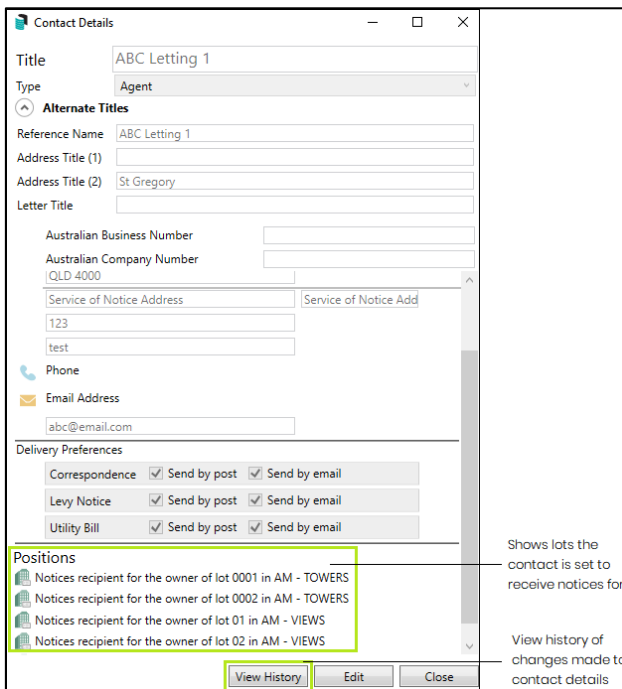 Contact Details
Title ABC Letting 1
Type Agent
Alternate Titles
Reference Name ABC Letting 1
Address Title (1)
Address Title (2) St Gregory
Letter Title
Australian Business Number
Australian Company Number
QLD 4000
Service of Notice Address Service of Notice Add
123
test
Phone
Email Address
abc@email.com
Delivery Preferences
Correspondence Send by post Send by email
Levy Notice Send by post Send by email
Utility Bill Send by post Send by email
Positions
Notices recipient for the owner of lot 0001 in AM - TOWERS
Notices recipient for the owner of lot 0002 in AM - TOWERS
Notices recipient for the owner of lot 01 in AM - VIEWS
Notices recipient for the owner of lot 02 in AM - VIEWS
View History Edit Close
Shows lots the
contact is set to
receive notices for
View history of
changes made to
contact details